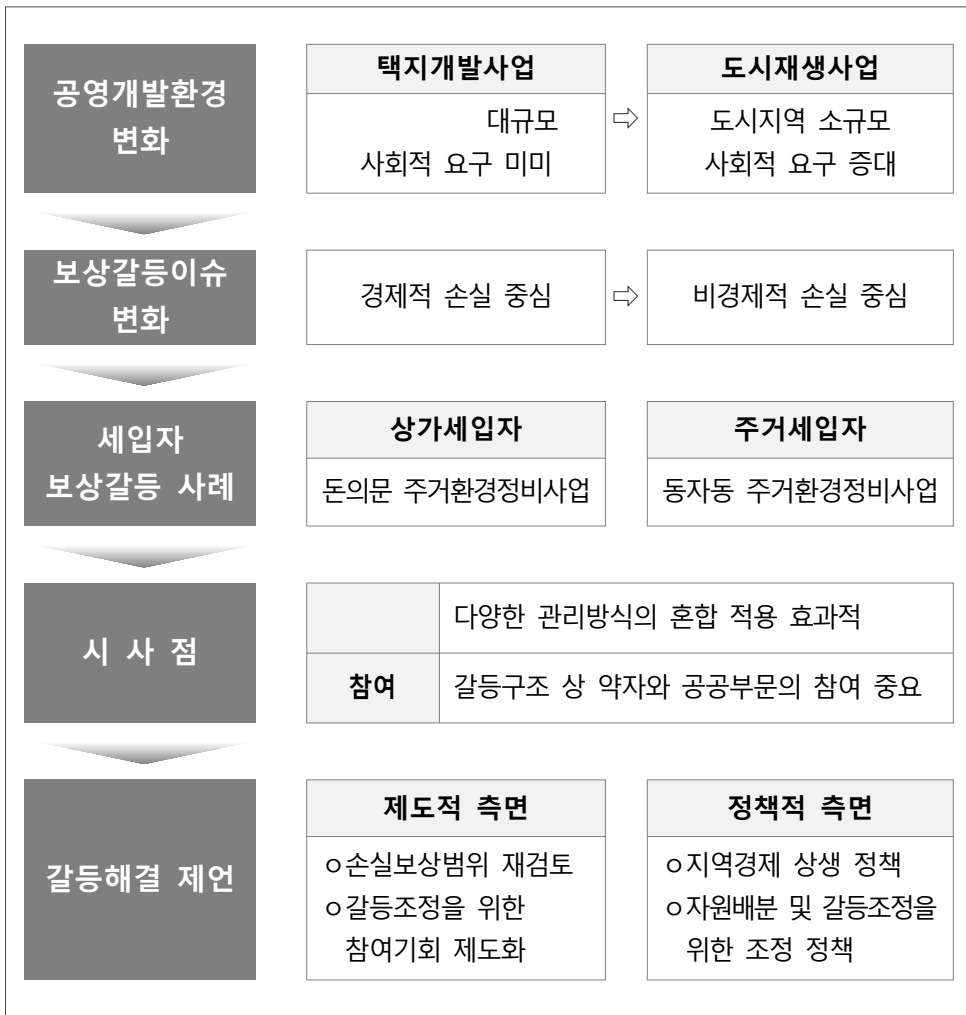 공영개발환경
변화
택지개발사업
도시재생사업
대규모
⇨
도시지역 소규모
사회적 요구 미미
사회적 요구 증대
보상갈등이슈
변화
경제적 손실 중심
⇨
비경제적 손실 중심
세입자
보상갈등 사례
상가세입자
주거세입자
돈의문 주거환경정비사업
동자동 주거환경정비사업
시 사 점
다양한 관리방식의 혼합 적용 효과적
참여
갈등구조 상 약자와 공공부문의 참여 중요
갈등해결 제언
제도적 측면
정책적 측면
ㅇ손실보상범위 재검토
ㅇ갈등조정을 위한
참여기회 제도화
ㅇ지역경제 상생 정책
ㅇ자원배분 및 갈등조정을
위한 조정 정책